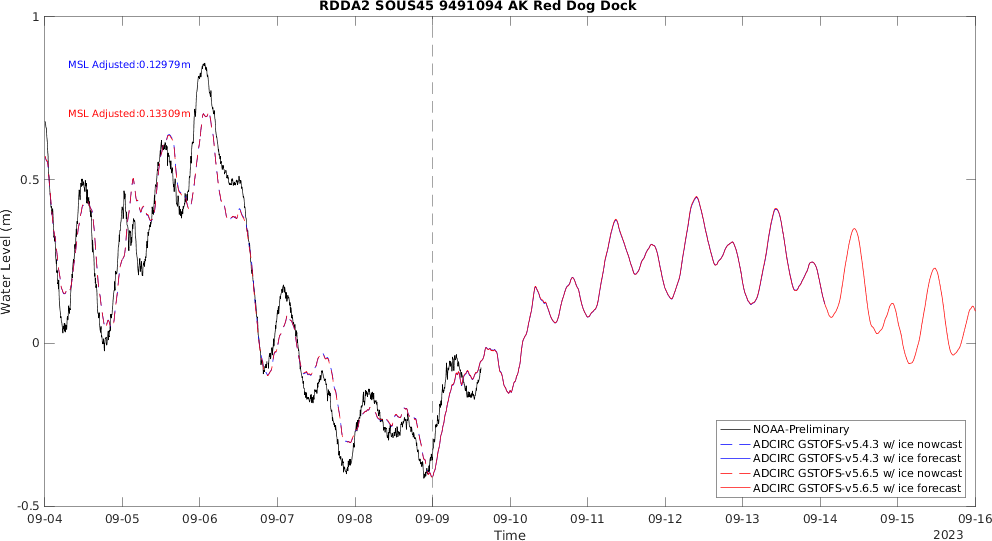 RDDA2 SOUS45 9491094 AK Red Dog Dock
1
MSL Adjusted:0.12979m
MSL Adjusted:0.13309m
0.5
Water Level (m)
0
NOAA-Preliminary
ADCIRC GSTOFS-v5.4.3 w/ ice nowcast
ADCIRC GSTOFS-v5.4.3 w/ ice forecast
ADCIRC GSTOFS-v5.6.5 w/ ice nowcast
ADCIRC GSTOFS-v5.6.5 w/ ice forecast
-0.5
09-04 09-05 09-06 09-07 09-08 09-09 09-10 09-11 09-12 09-13 09-14 09-15 09-16
Time
2023